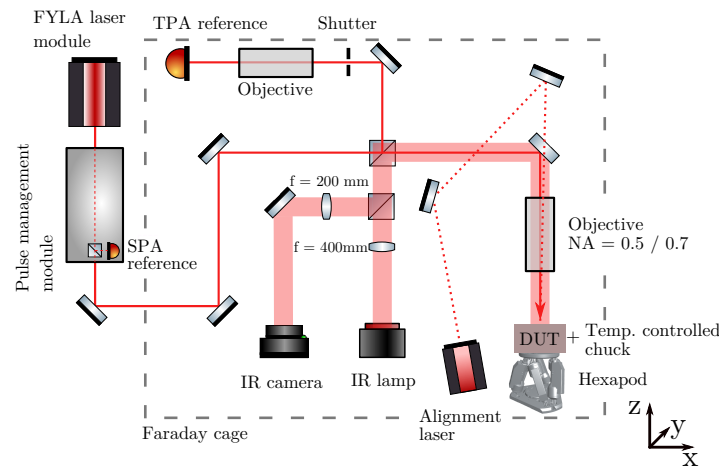 FYLA laser
module
TPA reference
Shutter
Objective
Pulse management
module
SPA
reference
f = 200 mm
f = 400mm
Objective
NA = 0.5 / 0.7
DUT
+ Temp. controlled
chuck
IR camera
IR lamp
Hexapod
Alignment
laser
Faraday cage
z
y
x